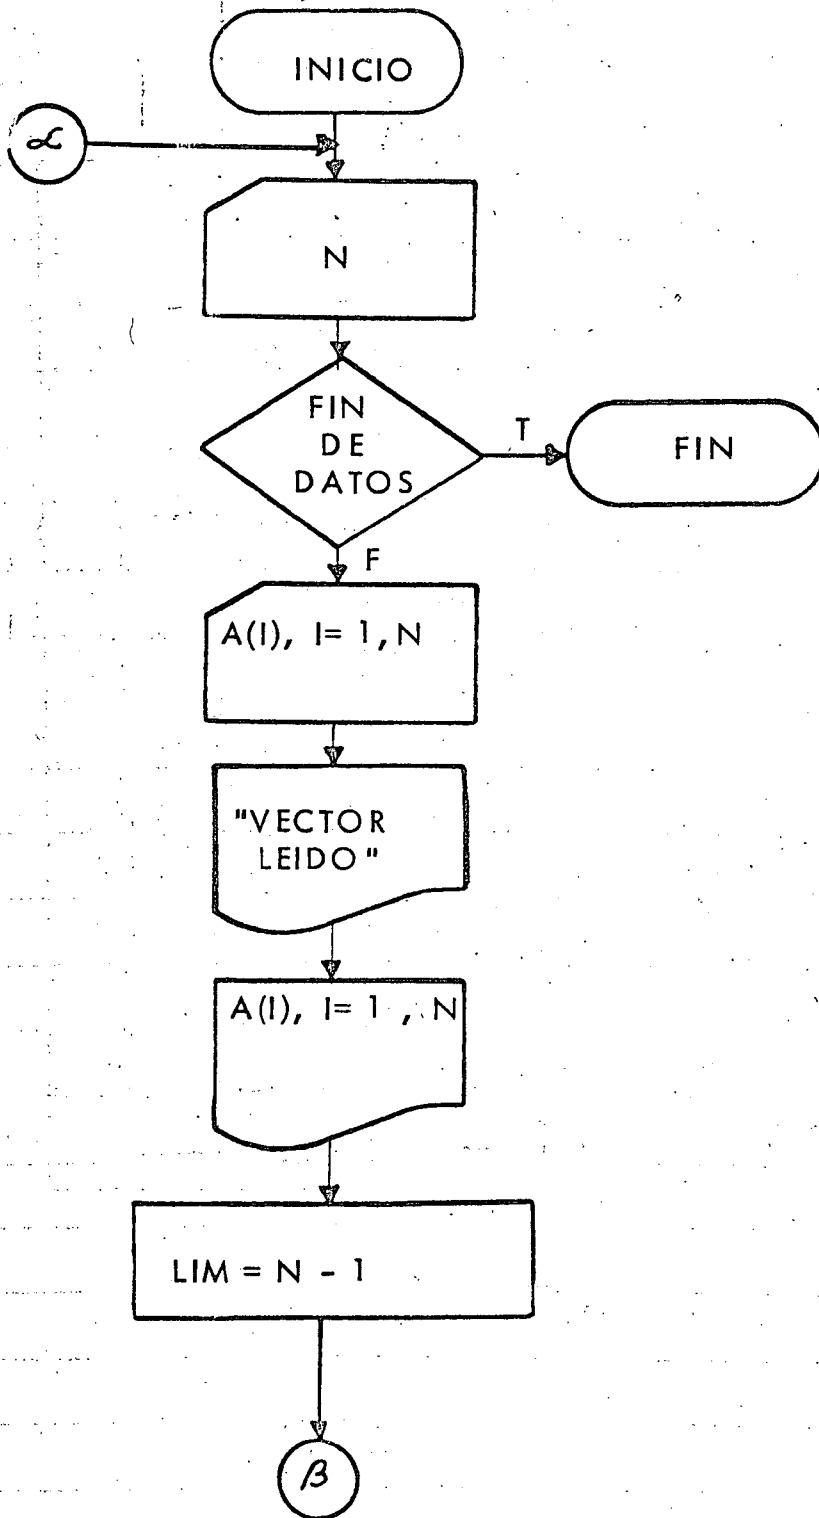 INICIO
∝
N
FIN
DE
DATOS
T
FIN
F
A(I), I= 1, N
"VECTOR
LEIDO"
A(I), I= 1 , N
LIM = N - 1
β